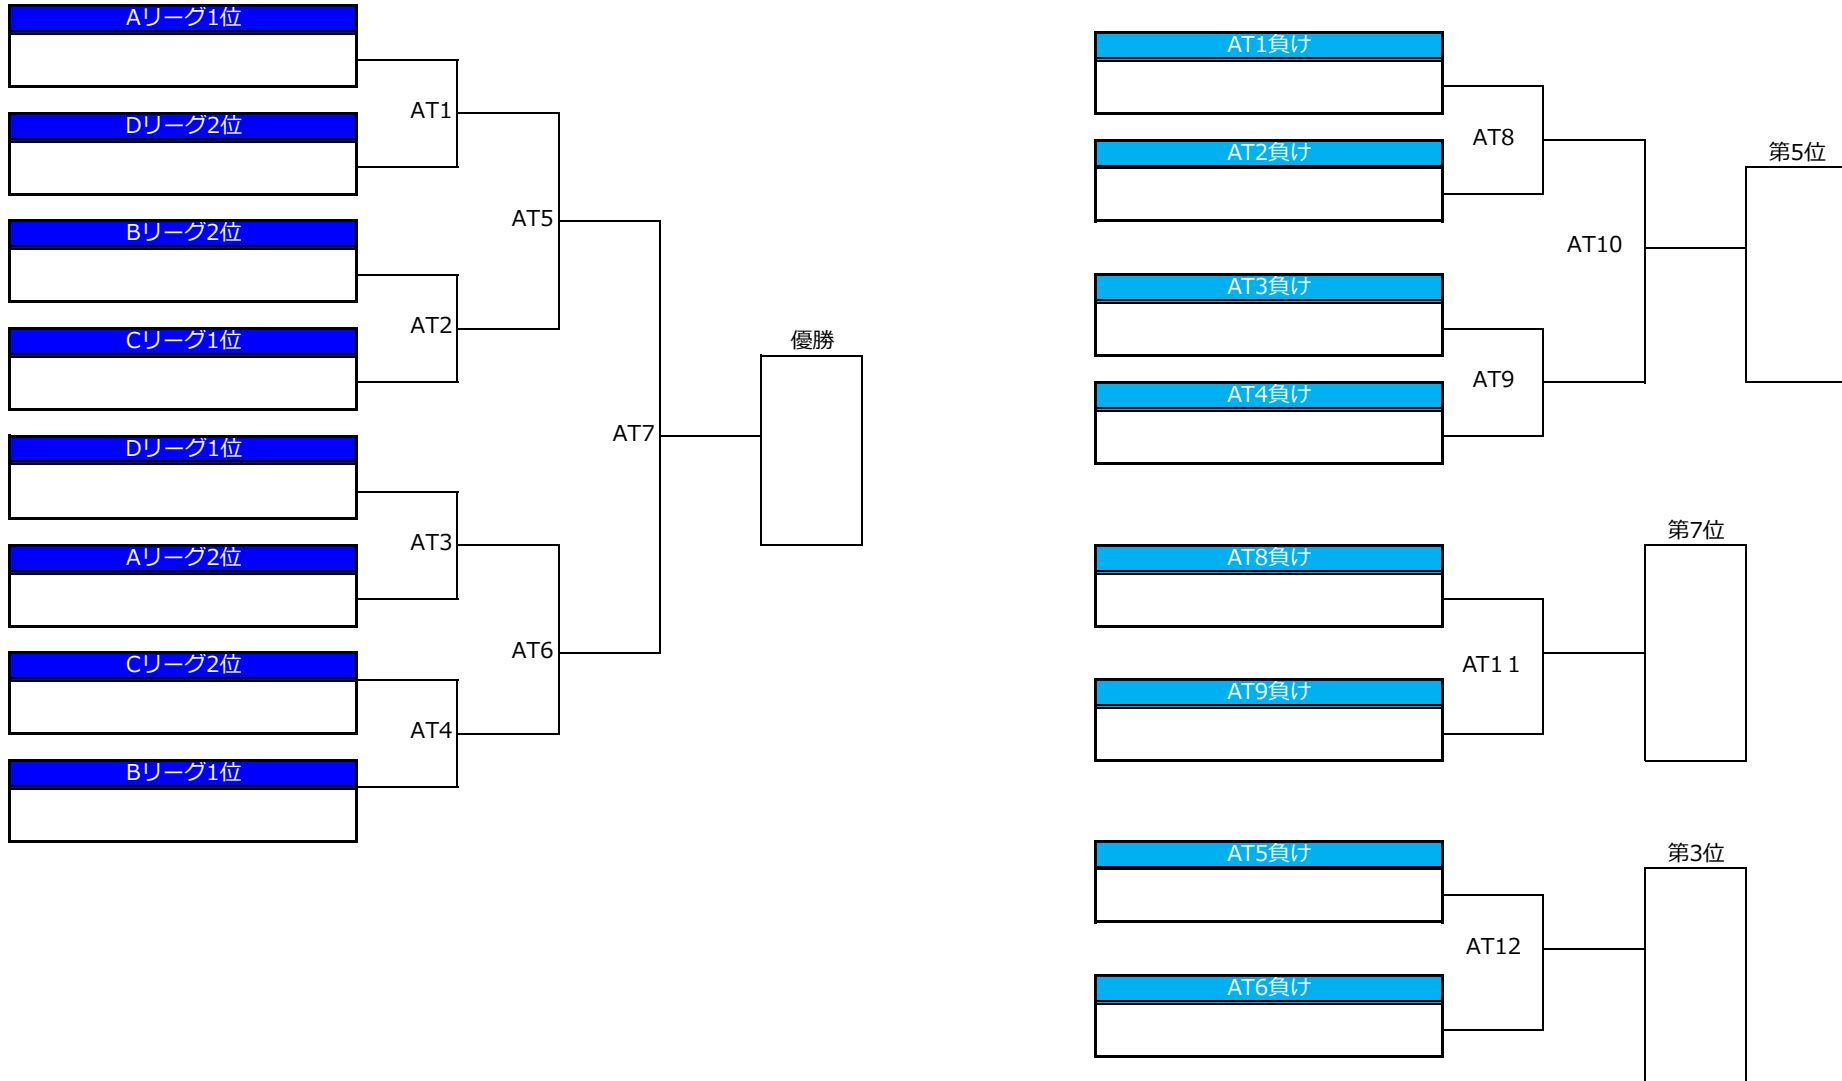 Aリーグ1位
AT1
Dリーグ2位
AT5
Bリーグ2位
AT2
Cリーグ1位
優勝
AT7
Dリーグ1位
AT3
Aリーグ2位
AT6
Cリーグ2位
AT4
Bリーグ1位
AT1負け
AT8
AT2負け
第5位
AT10
AT3負け
AT9
AT4負け
第7位
AT8負け
AT1１
AT9負け
AT5負け
第3位
AT12
AT6負け